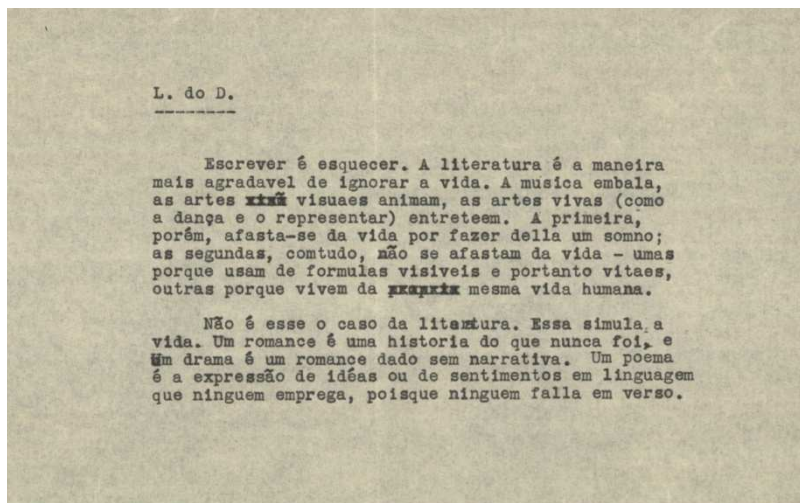 L. do D.
Escrever é esquecer. A literatura é a maneira
mais agradavel de ignorar a vida. A musica embala,
as artes visuaes animam, as artes vivas (como
a dança e o representar) entreteem. A primeira,
porém, afasta-se da vida por fazer della um somno;
as segundas, comtudo, não se afastam da vida - umas
porque usam de formulas visiveis e portanto vitaes,
outras porque vivem da mesma vida humana.
Não é esse o caso da literatura. Essa simula a
vida. Um romance é uma historia do que nunca foi, e
um drama é um romance dado sem narrativa. Um poema
é a expressão de idéas ou de sentimentos em linguagem
que ninguem emprega, poisque ninguem falla em verso.